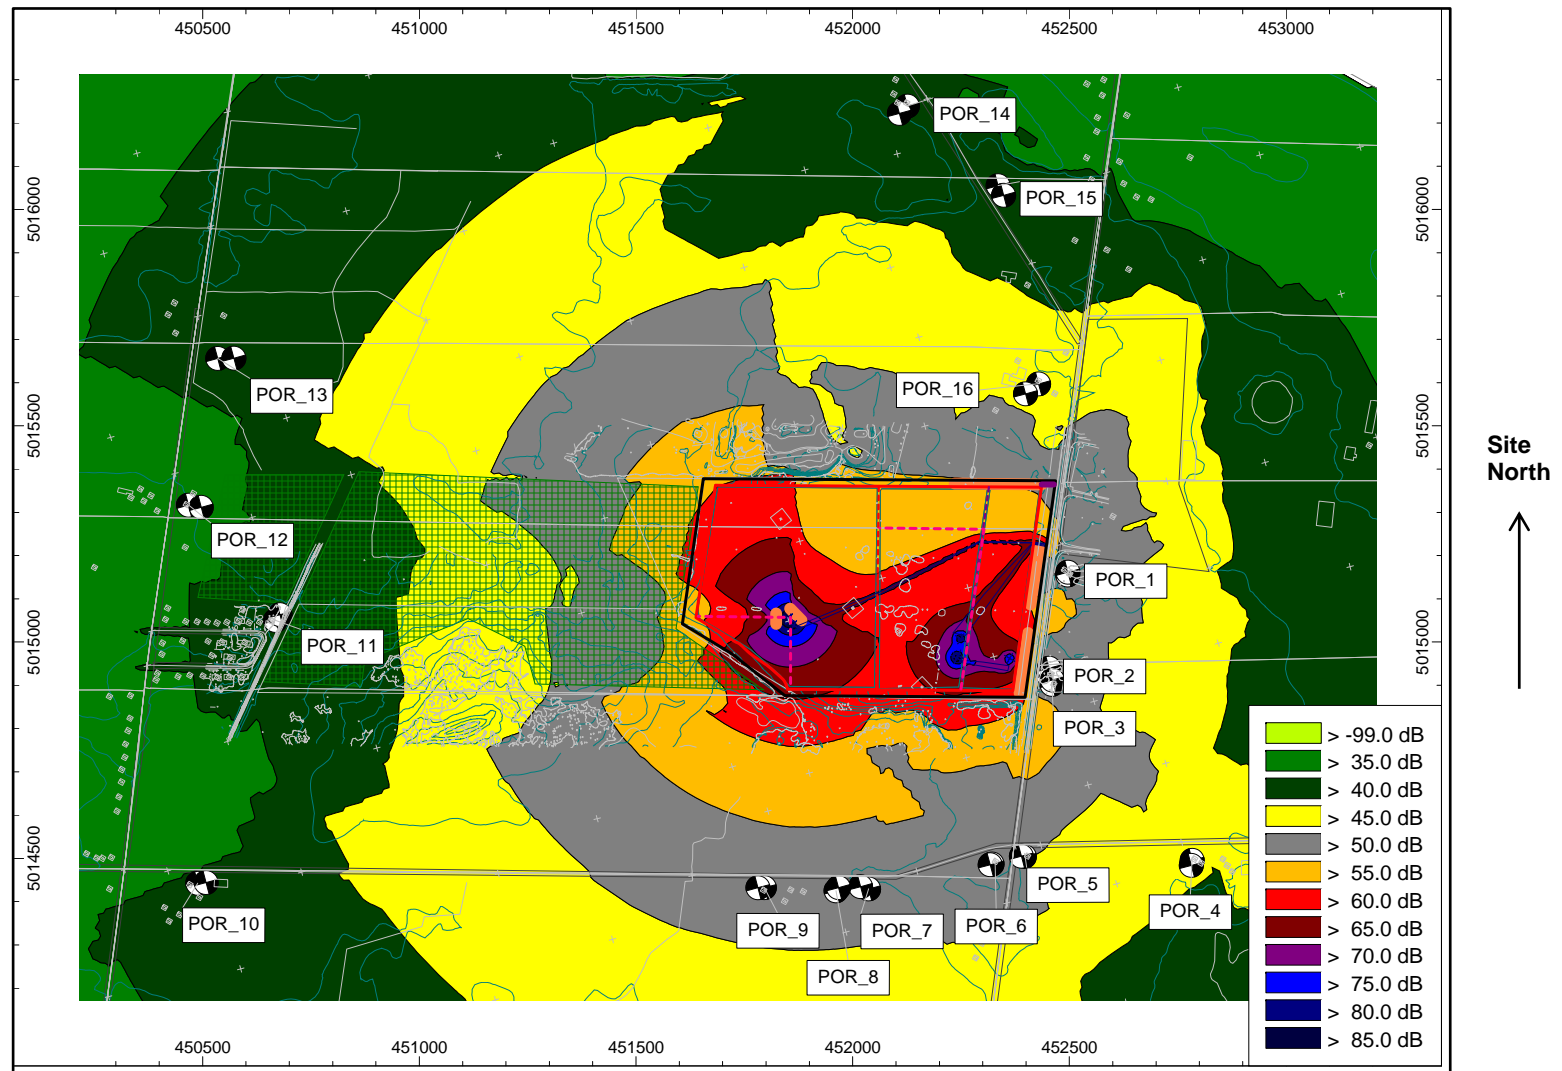 450500 451000 451500 452000 452500 453000
POR_14
POR_15
5016000
5016000
POR_16
POR_13
5015500
5015500
Site
North
POR_12
POR_1
POR_11
5015000
5015000
POR_2
POR_3
> -99.0 dB
> 35.0 dB
> 40.0 dB
> 45.0 dB
> 50.0 dB
> 55.0 dB
> 60.0 dB
> 65.0 dB
> 70.0 dB
> 75.0 dB
> 80.0 dB
> 85.0 dB
5014500
POR_5
POR_4
POR_10
POR_9
POR_7
POR_6
POR_8
450500 451000 451500 452000 452500